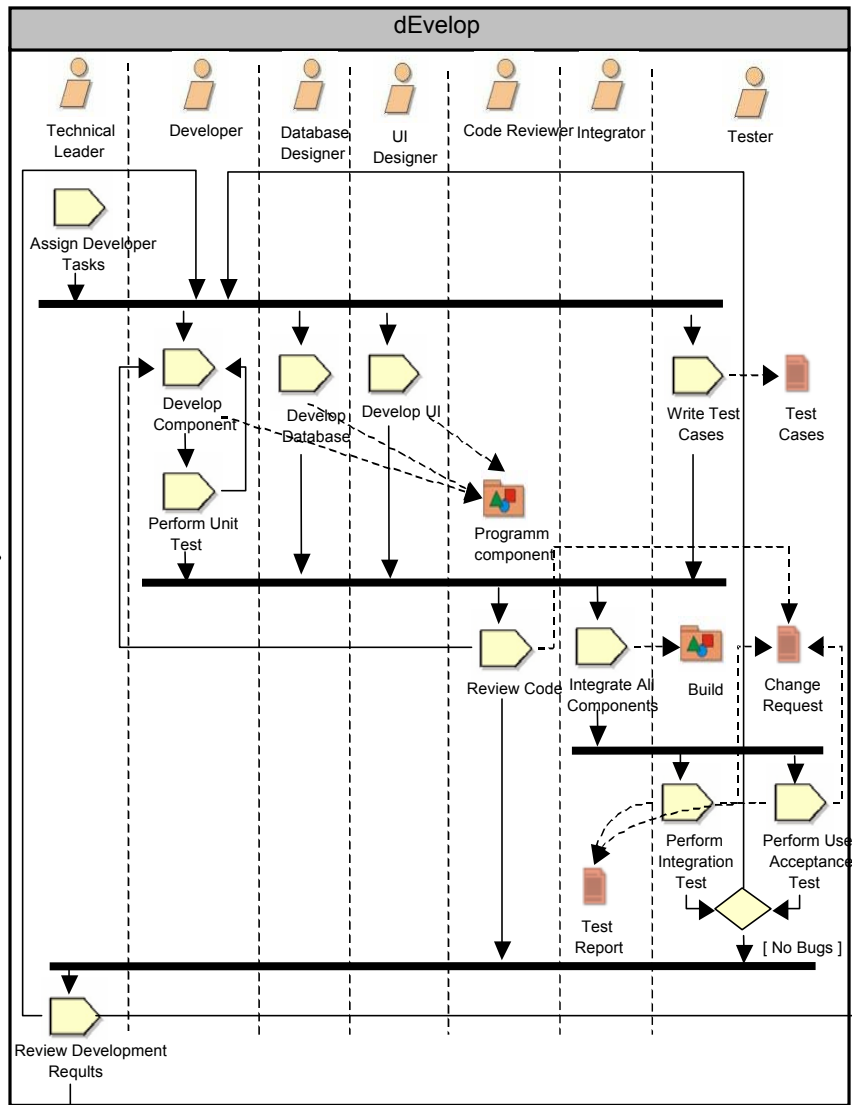 dEvelop
Technical
Leader
Developer
Database
Designer
UI
Designer
Code Reviewer
Integrator
Tester
Assign Developer
Tasks
Develop
Component
Develop
Database
Develop UI
Write Test
Cases
Test
Cases
Perform Unit
Test
Programm
component
Review Code
Integrate All
Components
Build
Change
Request
Perform
Integration
Test
Perform Use
Acceptance
Test
Test
Report
[ No Bugs ]
Review Development
Reqults